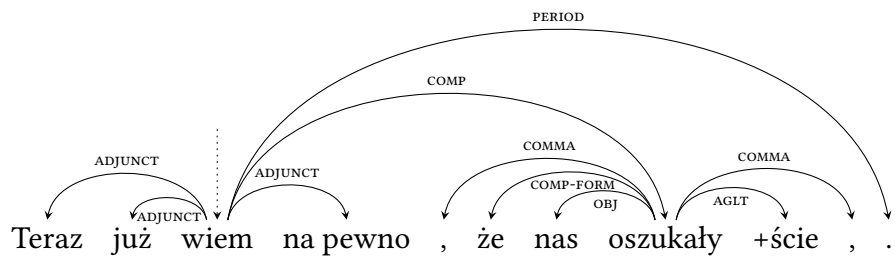 PERIOD
COMP
COMMA COMMA
ADJUNCT ADJUNCT
COMP-FORM
ADJUNCT OBJ AGLT
Teraz już wiem na pewno , że nas oszukały +ście , .